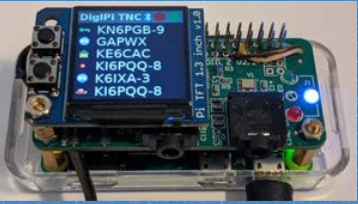 DigiPi TNC
KN6PGB-9
GAPWX
KE6CAC
KI6PQQ-8
K6IXA-3
KI6PQQ-8
Pi TFT 1.3 inch v1.0